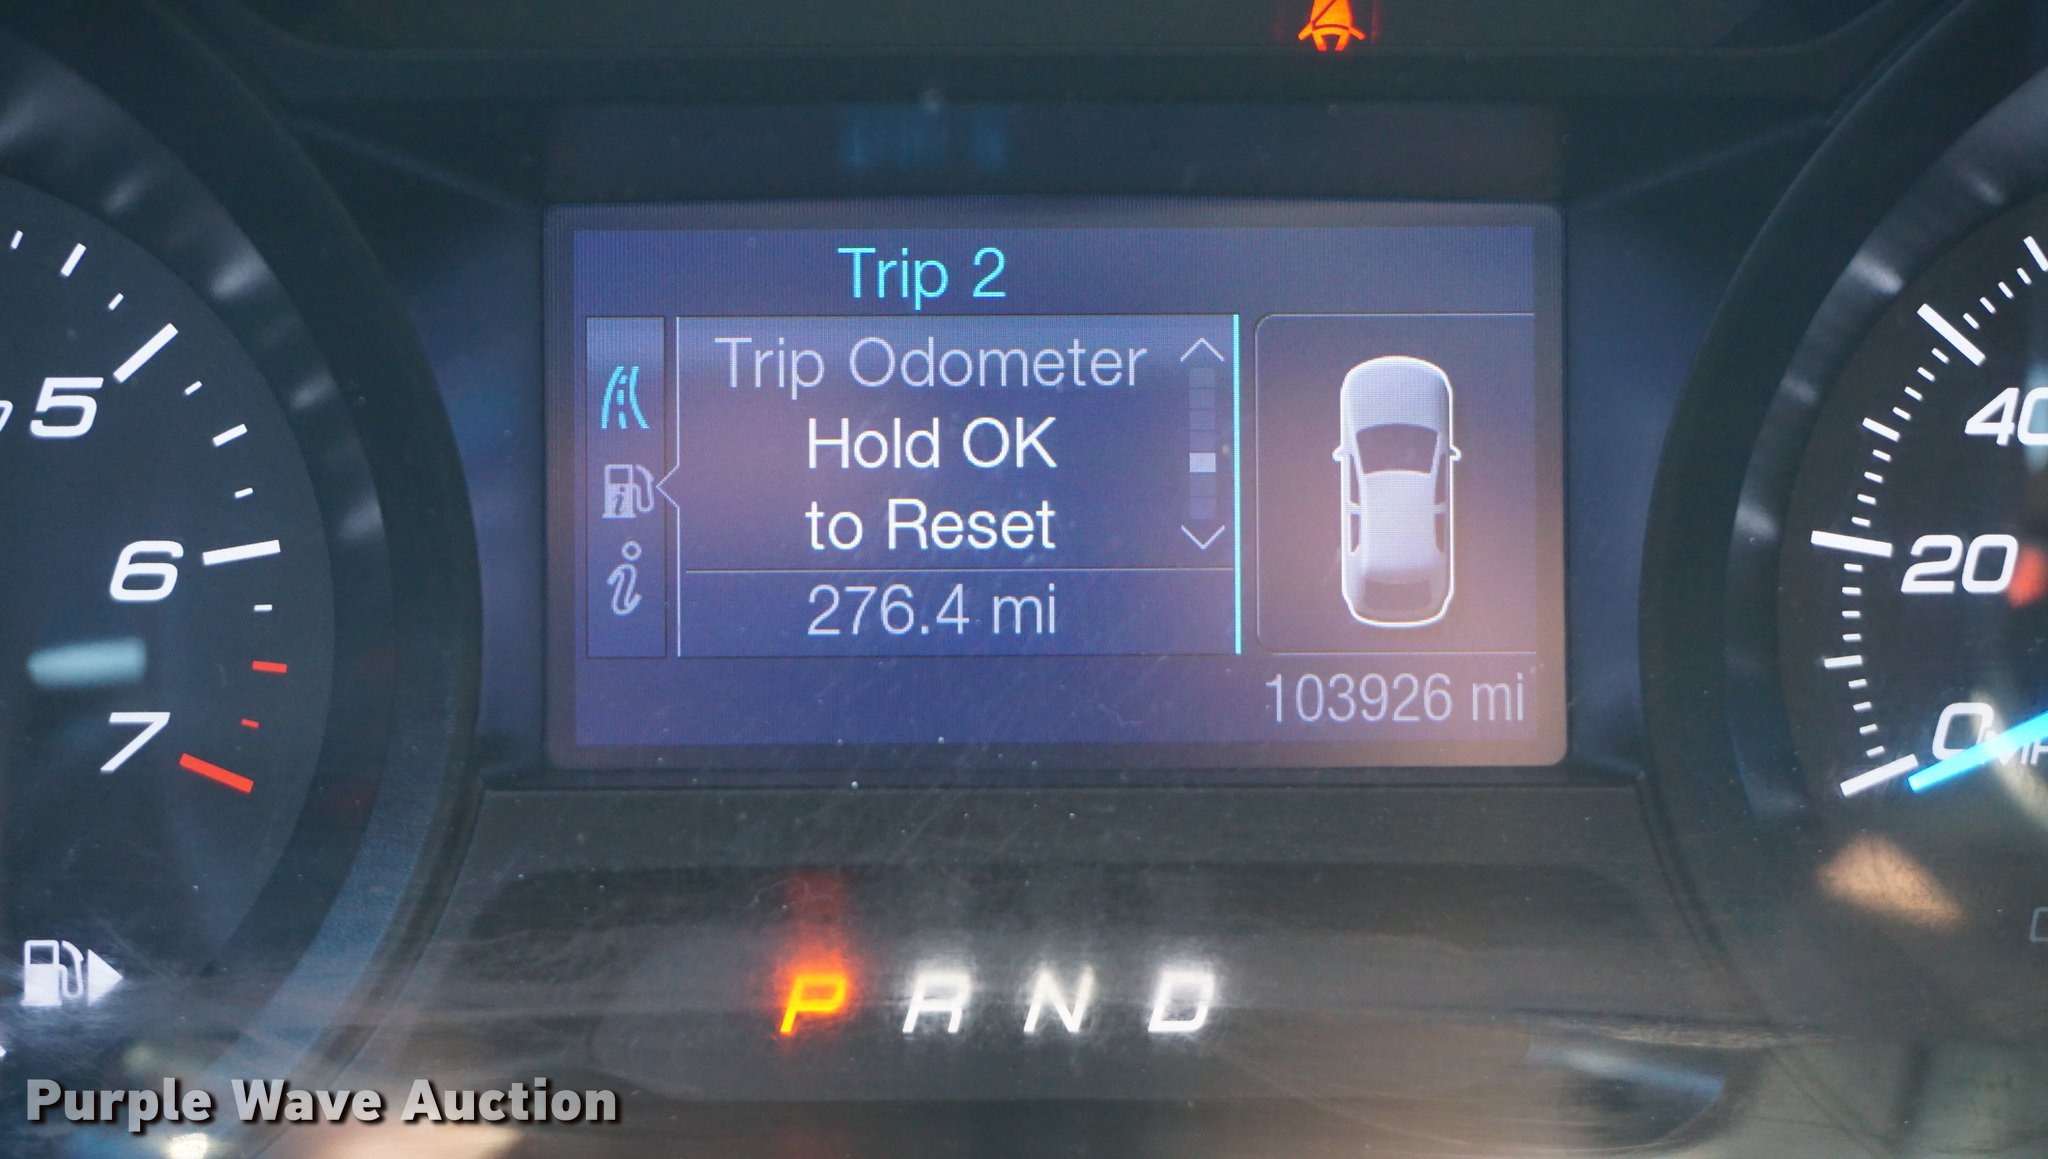 Trip 2
Trip Odometer
Hold OK
to Reset
276.4 mi
103926 mi
5
6
7
40
20
0
P R N D
Purple Wave Auction